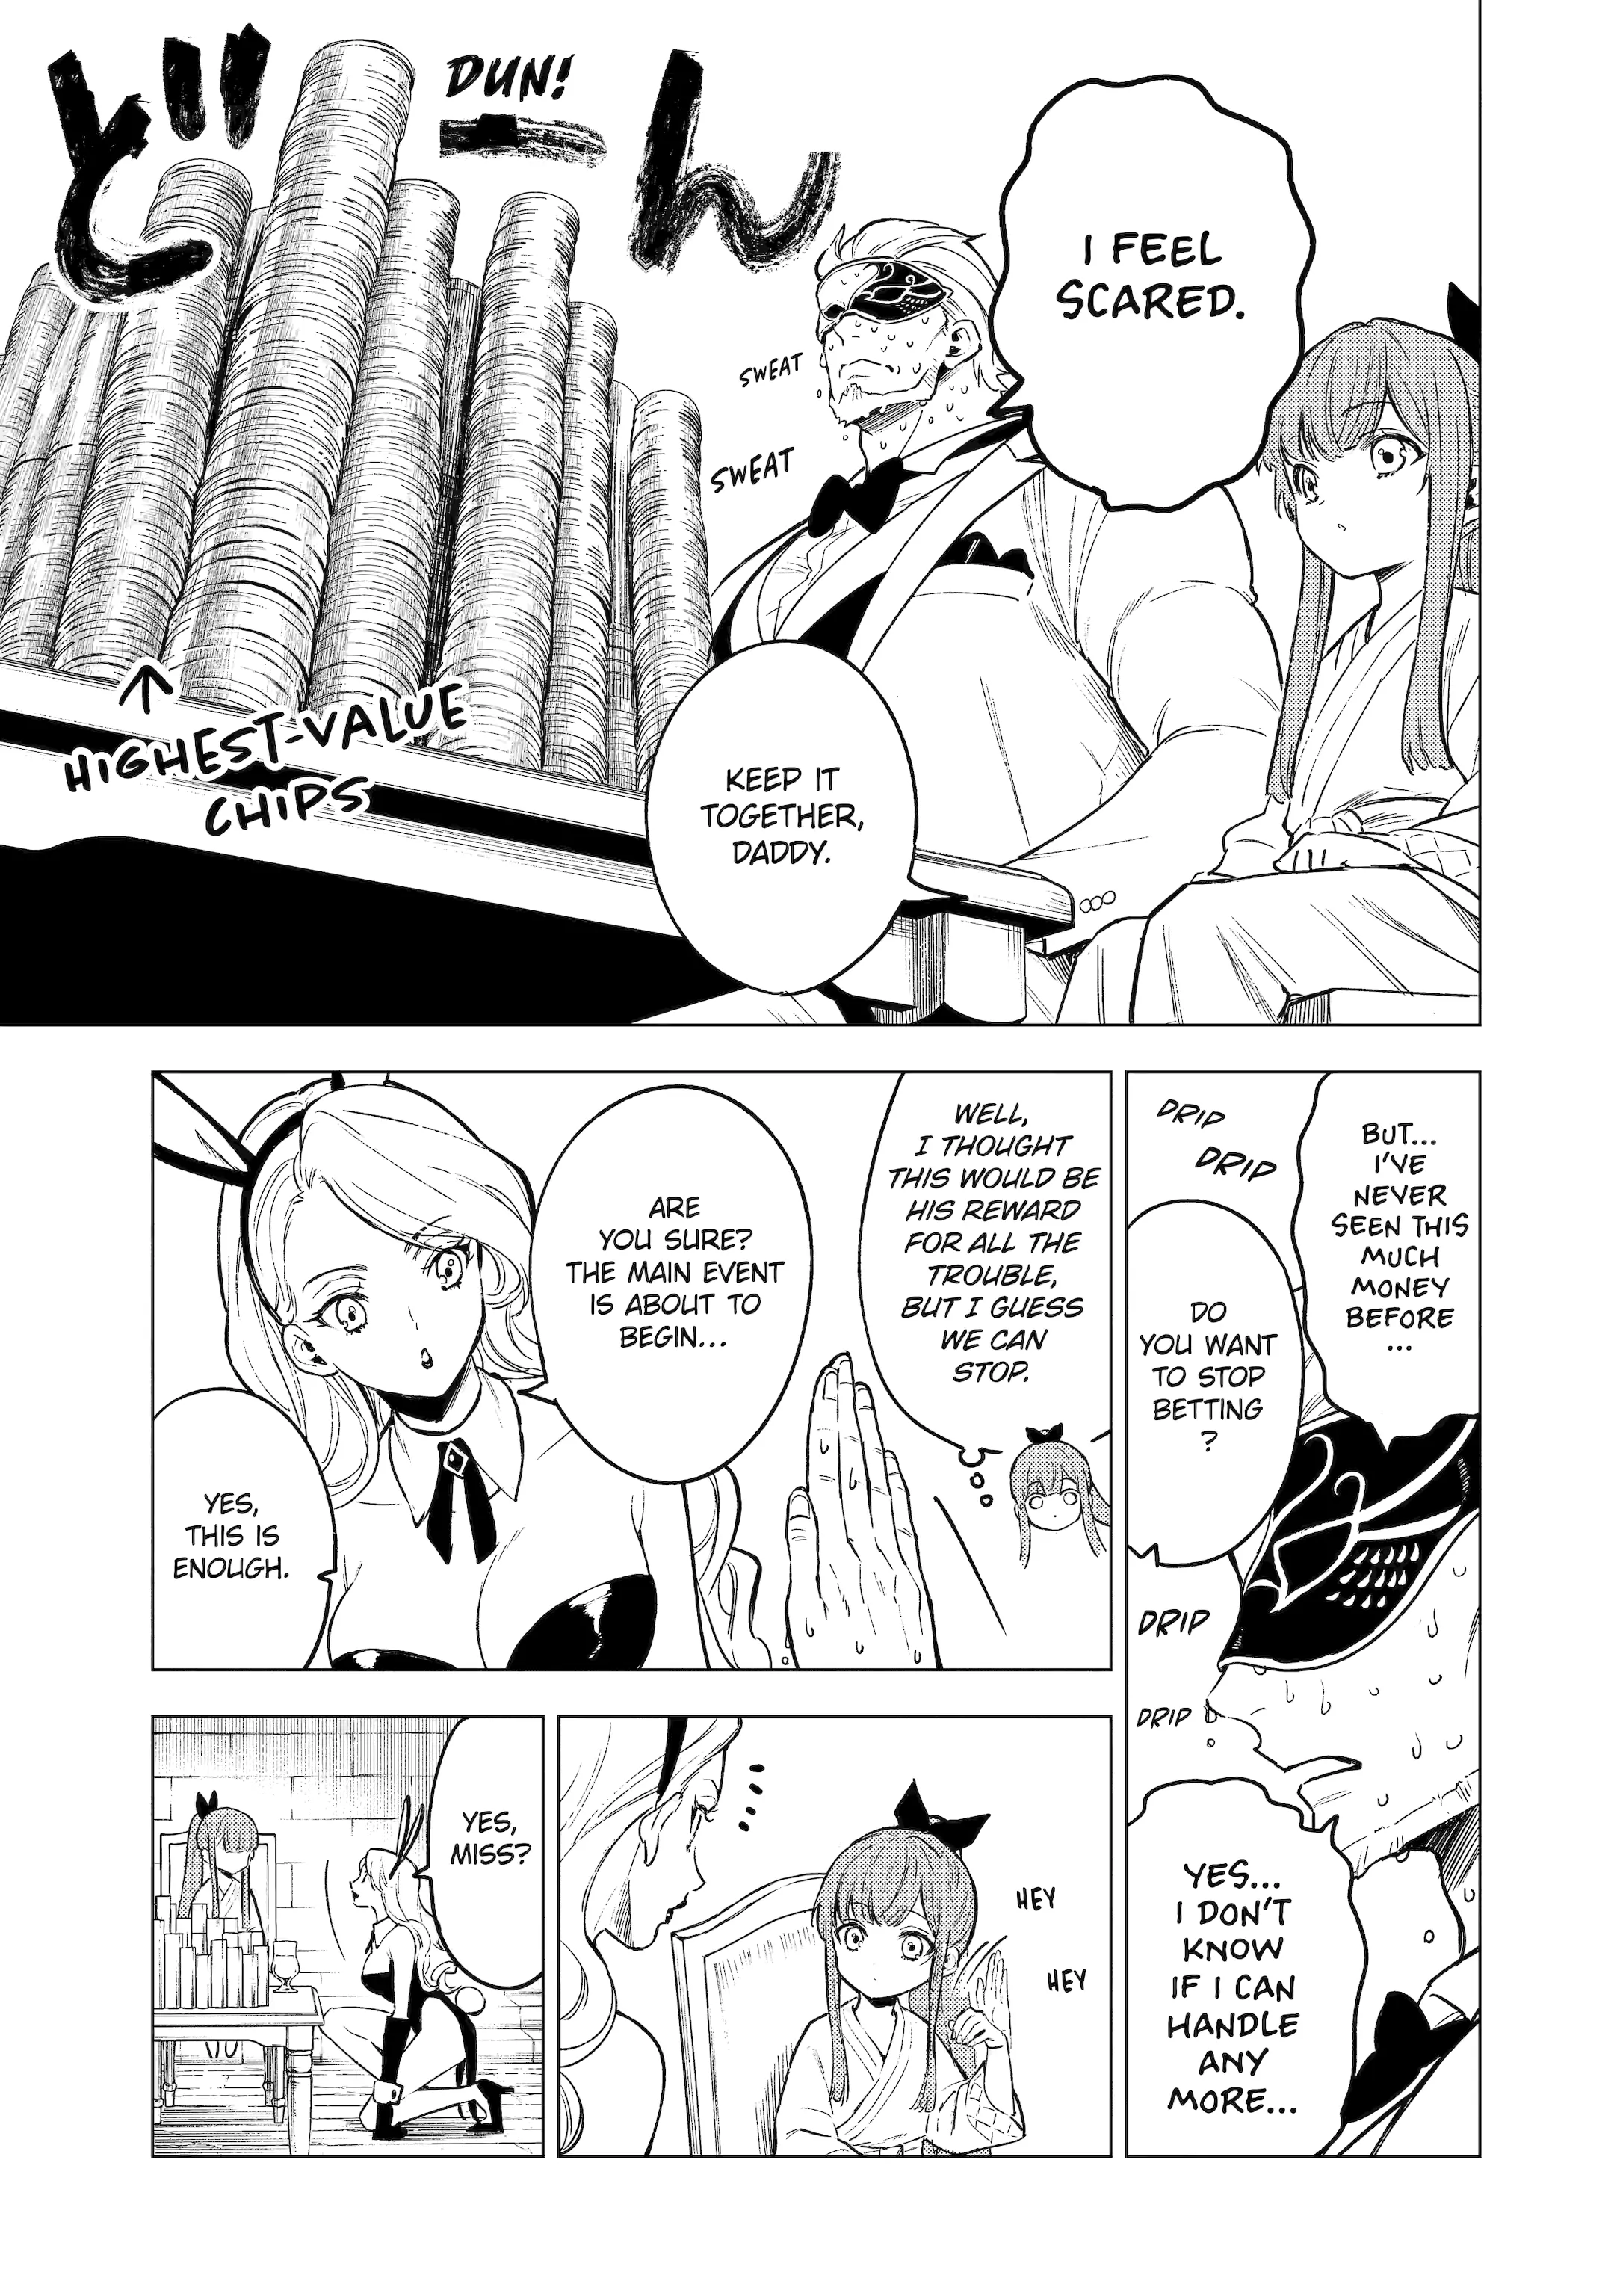 I FEEL
SCARED.
どーん
DUN!
SWEAT
SWEAT
KEEP IT
TOGETHER,
DADDY.
HIGHEST-VALUE
CHIPS
BUT...
I'VE
NEVER
SEEN THIS
MUCH
MONEY
BEFORE
...
DRIP
DRIP
DO
YOU WANT
TO STOP
BETTING
?
DRIP
DRIP
YES...
I DON'T
KNOW
IF I CAN
HANDLE
ANY
MORE...
WELL,
I THOUGHT
THIS WOULD BE
HIS REWARD
FOR ALL THE
TROUBLE,
BUT I GUESS
WE CAN
STOP.
ARE
YOU SURE?
THE MAIN EVENT
IS ABOUT TO
BEGIN...
YES,
THIS IS
ENOUGH.
HEY
HEY
YES,
MISS?